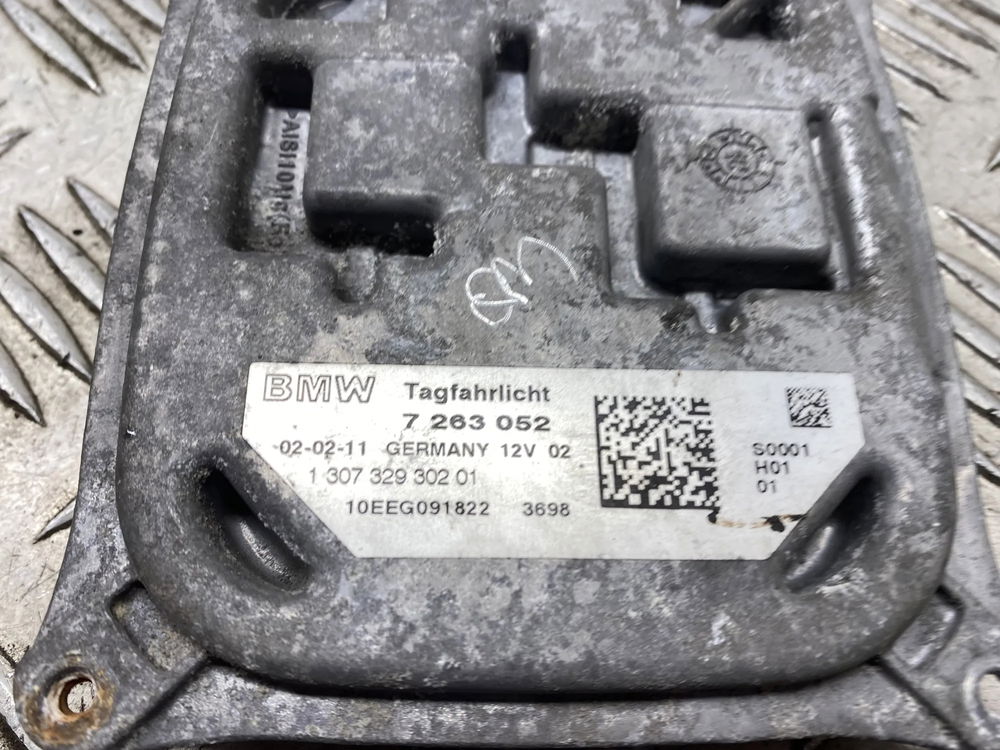 BMW Tagfahrlicht
7 263 052
02-02-11 GERMANY 12V 02
1 307 329 302 01
10EEG091822 3698
S0001
H01
01